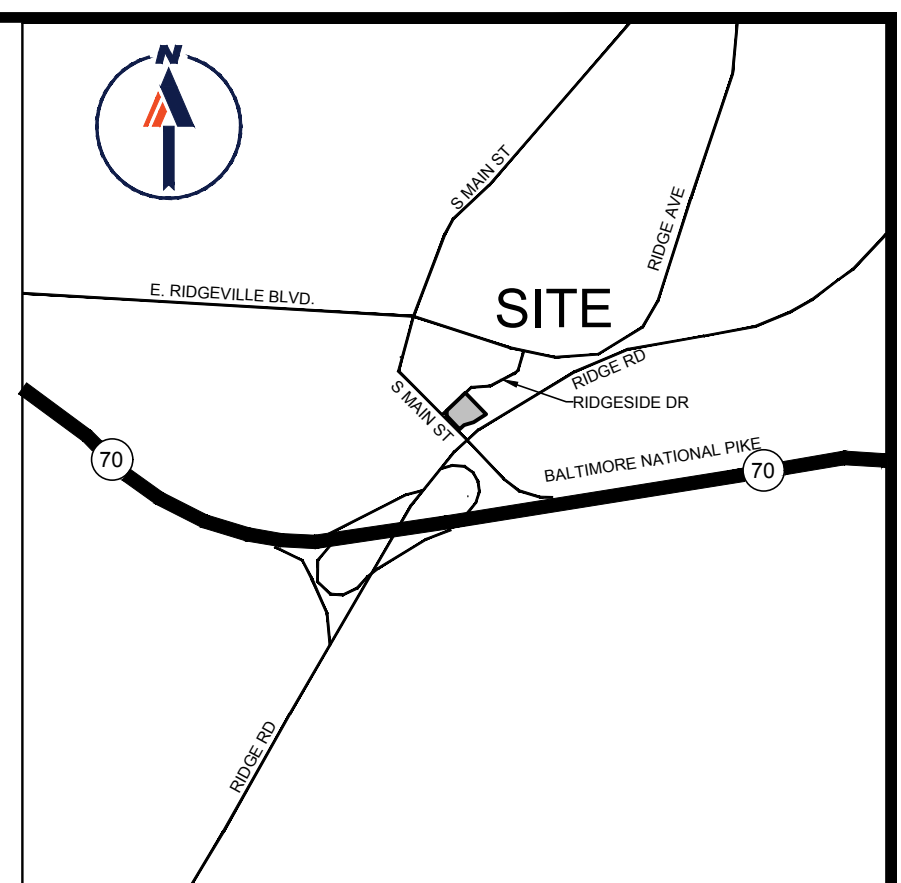 N
S MAIN ST
RIDGE AVE
E. RIDGEVILLE BLVD.
SITE
RIDGE RD
RIDGESIDE DR
S MAIN ST
BALTIMORE NATIONAL PIKE
70
70
RIDGE RD